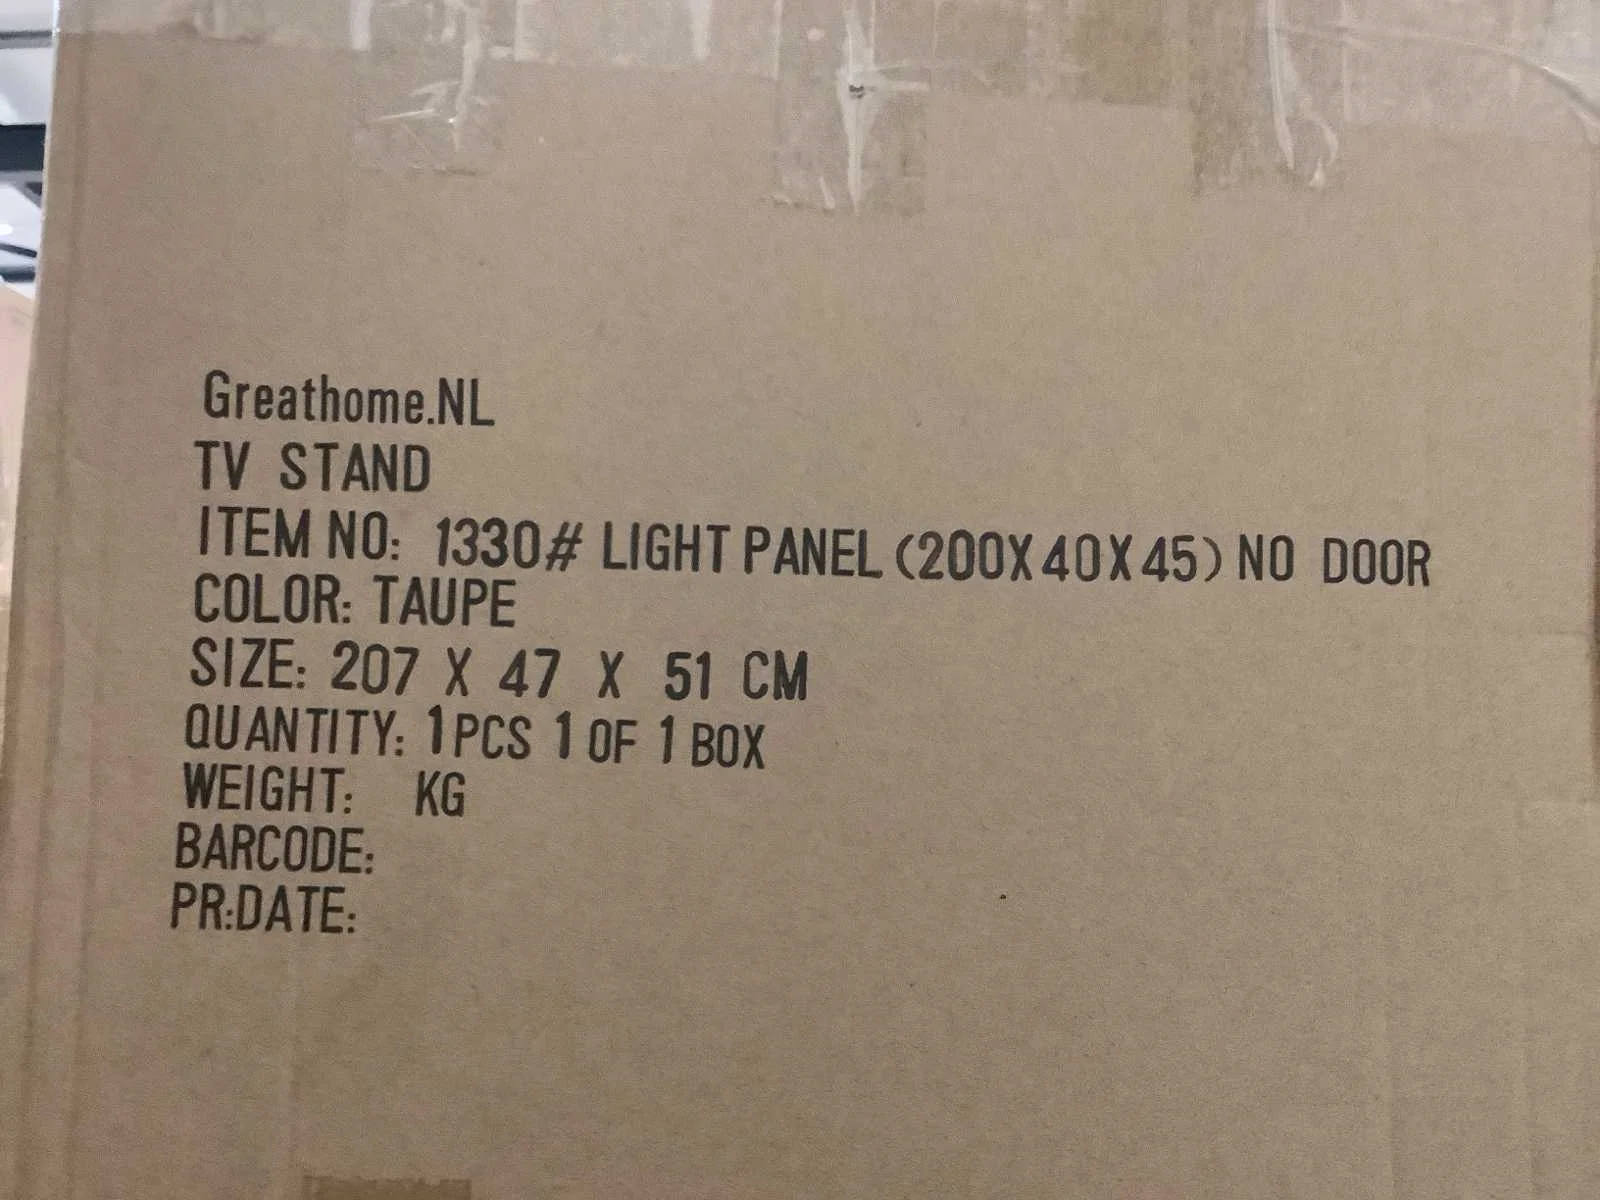 Greathome.NL
TV STAND
ITEM NO: 1330# LIGHT PANEL (200X40X45) NO DOOR
COLOR: TAUPE
SIZE: 207 X 47 X 51 CM
QUANTITY: 1PCS 1 OF 1 BOX
WEIGHT: KG
BARCODE:
PR:DATE: